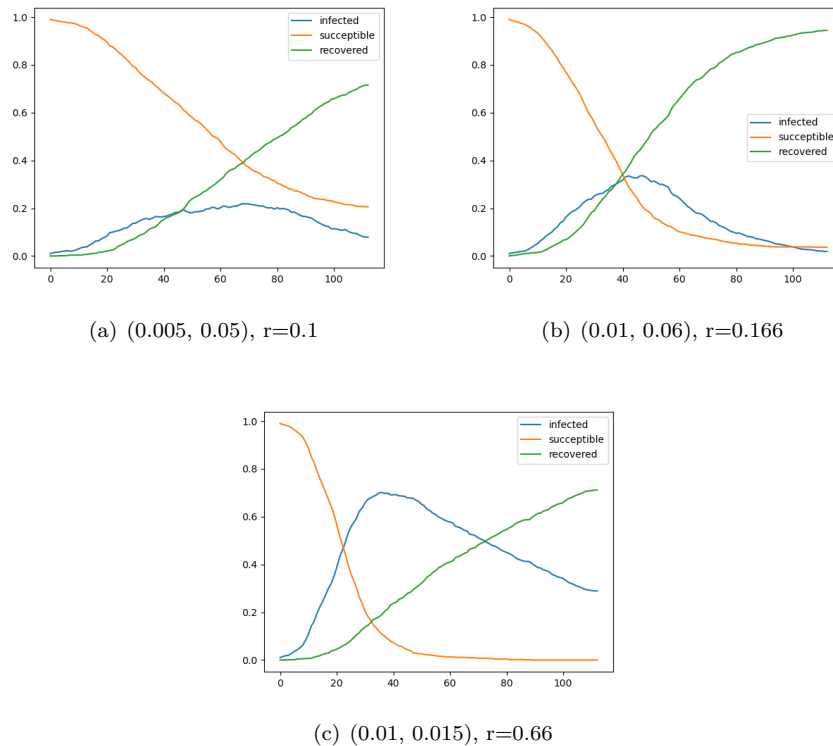 1.0
0.8
0.6
0.4
0.2
0.0
0 20 40 60 80 100
infected
succeptible
recovered
(a) (0.005, 0.05), r=0.1
1.0
0.8
0.6
0.4
0.2
0.0
0 20 40 60 80 100
infected
succeptible
recovered
(b) (0.01, 0.06), r=0.166
1.0
0.8
0.6
0.4
0.2
0.0
0 20 40 60 80 100
infected
succeptible
recovered
(c) (0.01, 0.015), r=0.66